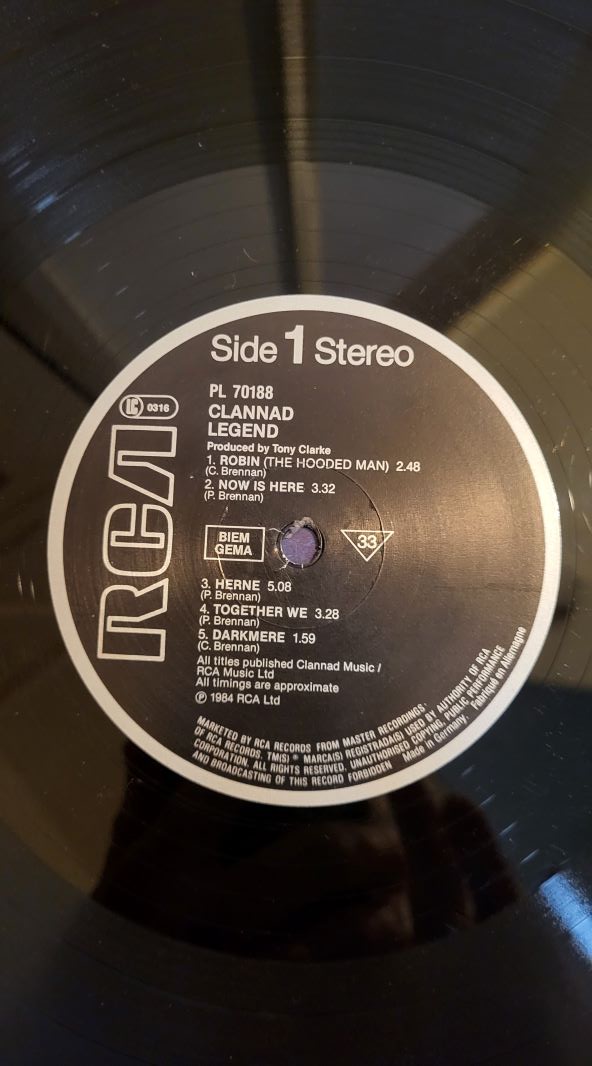 Side 1 Stereo
PL 70188
LC 0316
CLANNAD
LEGEND
Produced by Tony Clarke
1. ROBIN (THE HOODED MAN) 2.48
(C. Brennan)
2. NOW IS HERE 3.32
(P. Brennan)
RCA
BIEM
GEMA
33
3. HERNE 5.08
(P. Brennan)
4. TOGETHER WE 3.28
(P. Brennan)
5. DARKMERE 1.59
(C. Brennan)
All titles published Clannad Music /
RCA Music Ltd
All timings are approximate
℗ 1984 RCA Ltd
MARKETED BY RCA RECORDS FROM MASTER RECORDINGS·
OF RCA RECORDS, TM(S) ® MARCA(S) REGISTRADA(S) USED BY AUTHORITY OF RCA
CORPORATION. ALL RIGHTS RESERVED. UNAUTHORISED COPYING, PUBLIC PERFORMANCE
AND BROADCASTING OF THIS RECORD FORBIDDEN Made in Germany. Fabriqué en Allemagne